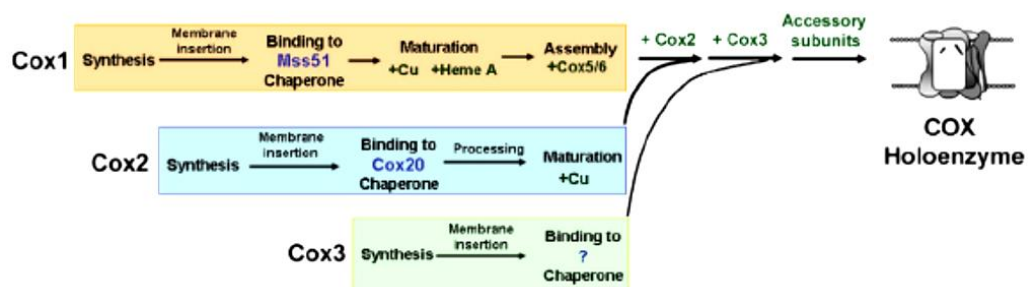 Cox1
Synthesis
Membrane
insertion
Binding to
Mss51
Chaperone
Maturation
+Cu +Heme A
Assembly
+Cox5/6
+ Cox2
+ Cox3
Accessory
subunits
COX
Holoenzyme
Cox2
Synthesis
Membrane
insertion
Binding to
Cox20
Chaperone
Processing
Maturation
+Cu
Cox3
Synthesis
Membrane
insertion
Binding to
?
Chaperone